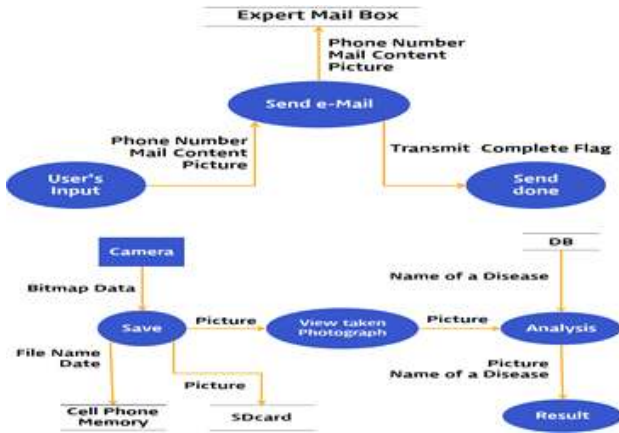 Expert Mail Box
Phone Number
Mail Content
Picture
Send e-Mail
Phone Number
Mail Content
Picture
Transmit Complete Flag
User's
Input
Send
done
Camera
DB
Bitmap Data
Name of a Disease
Save
Picture
View taken
Photograph
Picture
Analysis
File Name
Date
Picture
Picture
Name of a Disease
Cell Phone
Memory
SDcard
Result